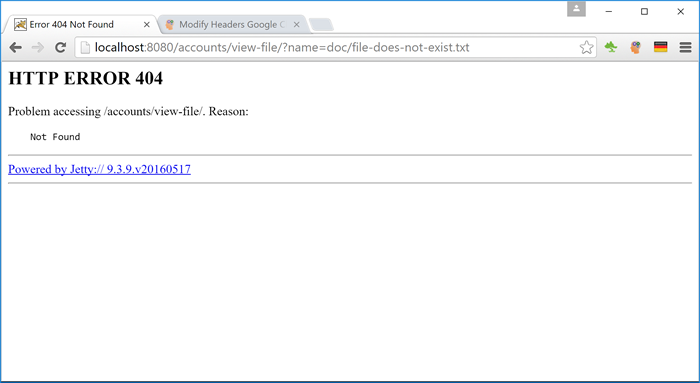 Error 404 Not Found
Modify Headers Google C
localhost:8080/accounts/view-file/?name=doc/file-does-not-exist.txt
HTTP ERROR 404
Problem accessing /accounts/view-file/. Reason:
Not Found
Powered by Jetty:// 9.3.9.v20160517